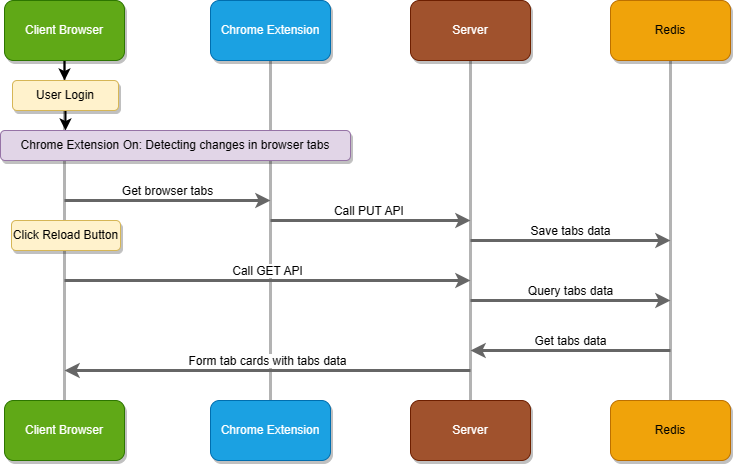 Client Browser
Chrome Extension
Server
Redis
User Login
Chrome Extension On: Detecting changes in browser tabs
Get browser tabs
Call PUT API
Click Reload Button
Save tabs data
Call GET API
Query tabs data
Get tabs data
Form tab cards with tabs data
Client Browser
Chrome Extension
Server
Redis